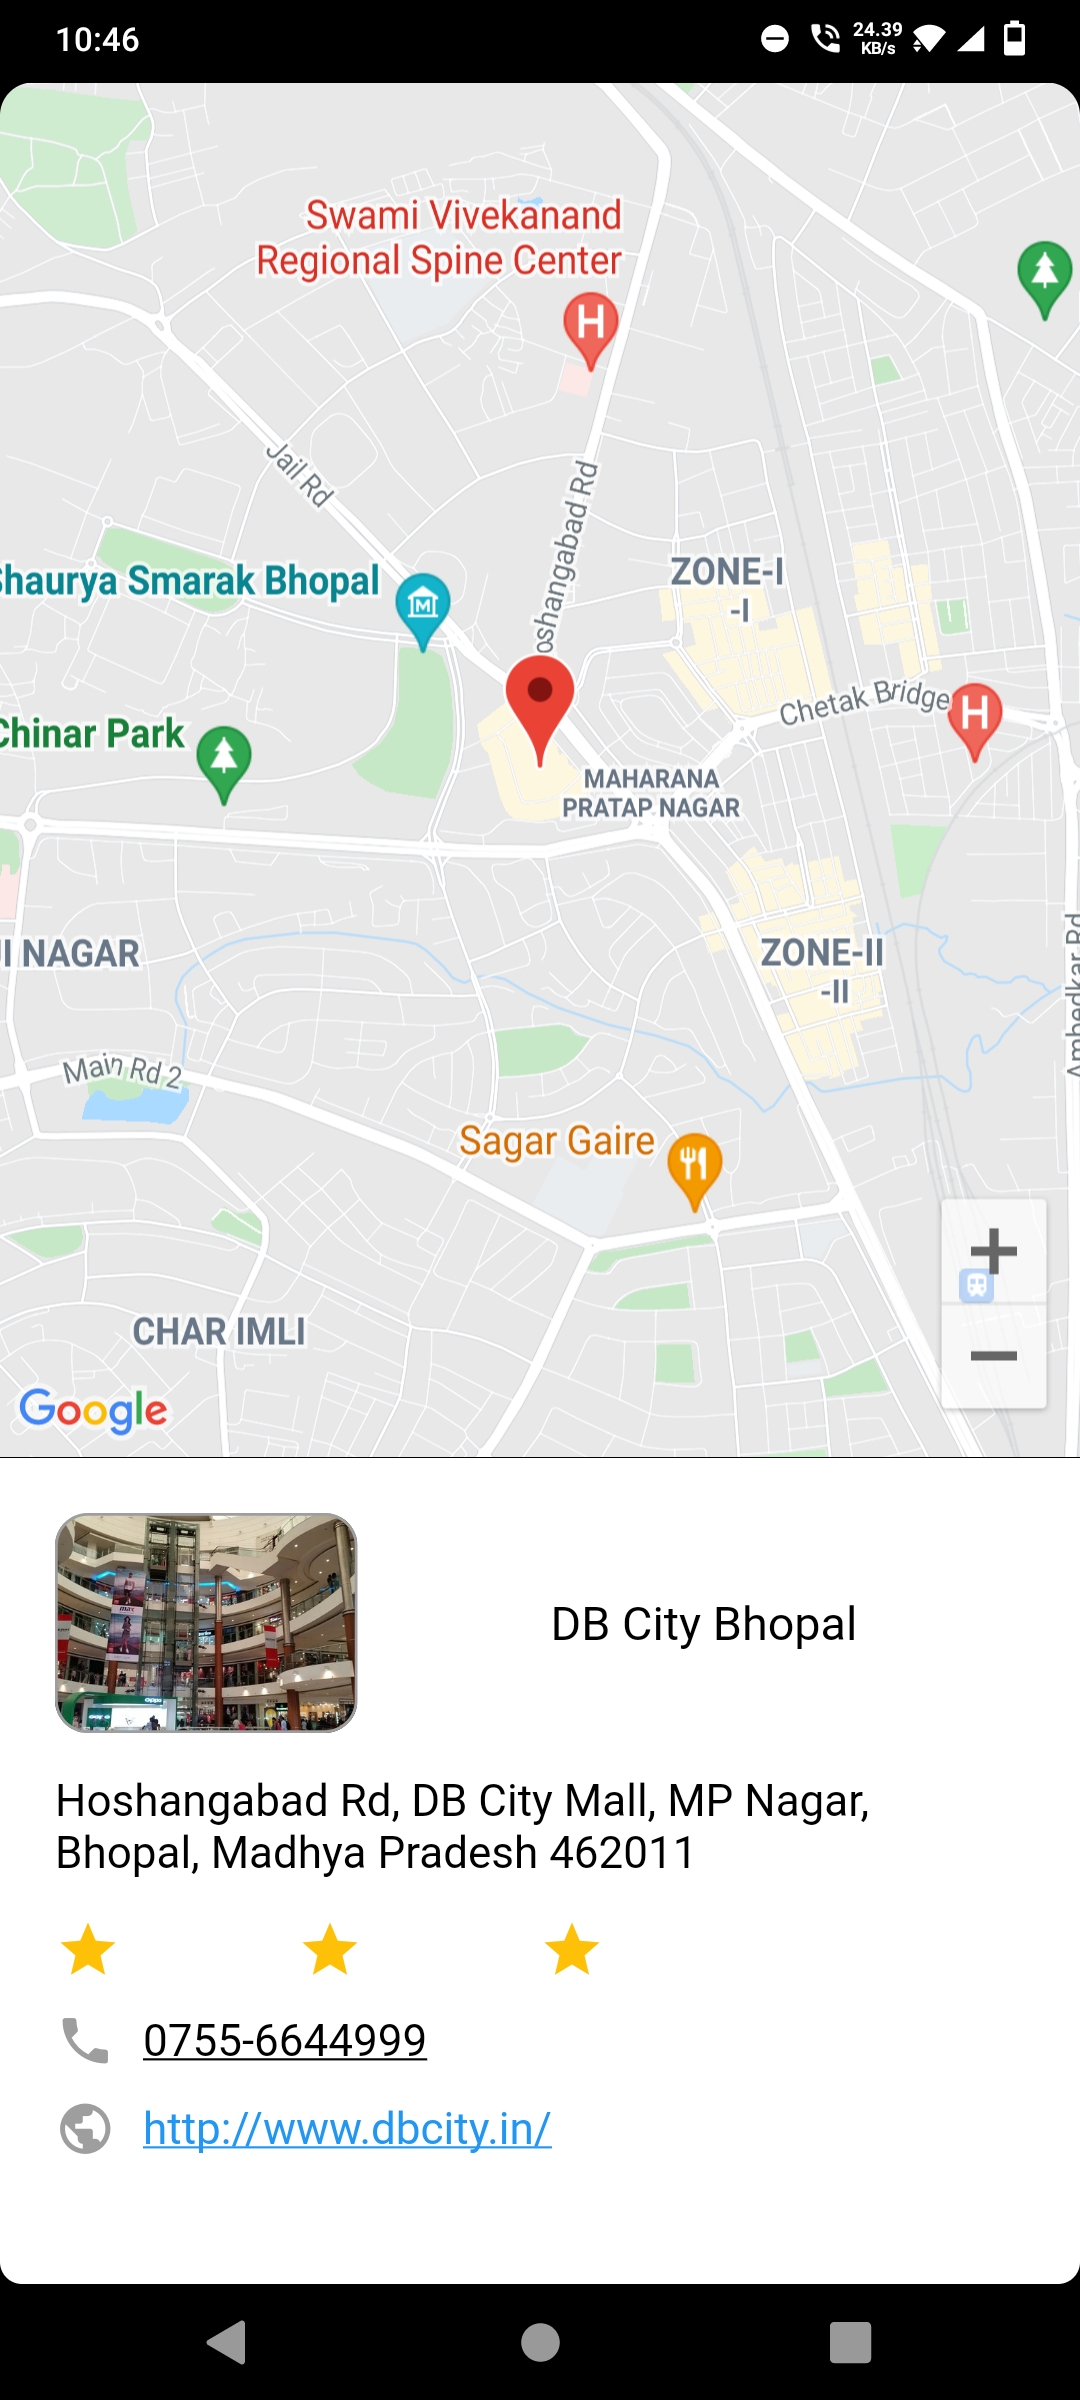 10:46
24.39
KB/s
Swami Vivekanand
Regional Spine Center
H
Jail Rd
oshangabad Rd
ZONE-I
-I
Shaurya Smarak Bhopal
M
Chetak Bridge
H
Chinar Park
MAHARANA
PRATAP NAGAR
JI NAGAR
ZONE-II
-II
Ambedkar Rd
Main Rd 2
Sagar Gaire
CHAR IMLI
Google
DB City Bhopal
Hoshangabad Rd, DB City Mall, MP Nagar,
Bhopal, Madhya Pradesh 462011
0755-6644999
http://www.dbcity.in/